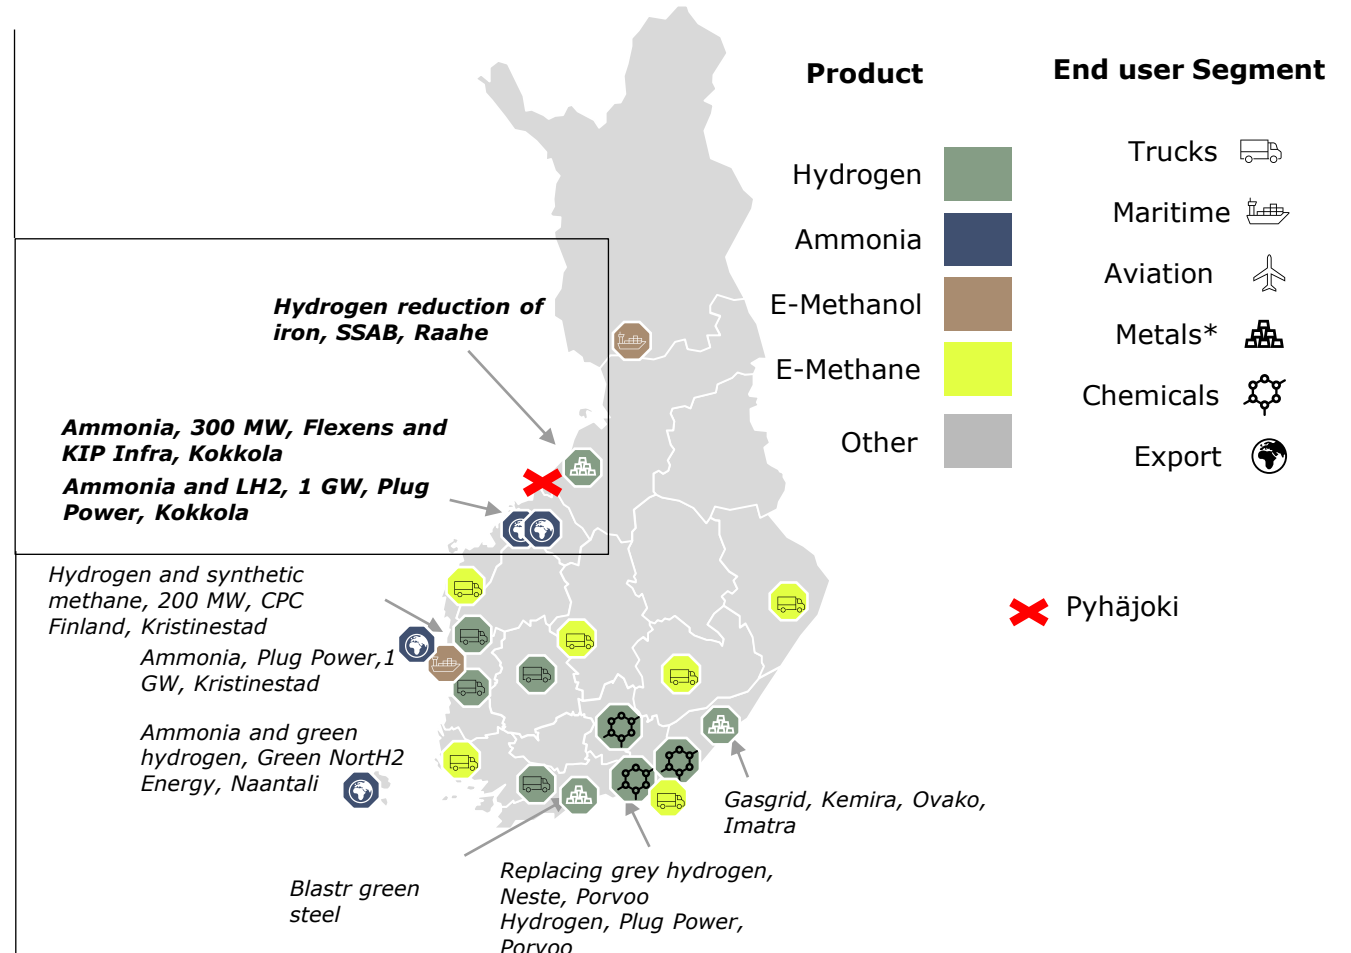 Product
End user Segment
Hydrogen
Ammonia
E-Methanol
E-Methane
Other
Trucks
Maritime
Aviation
Metals*
Chemicals
Export
Pyhäjoki
Hydrogen reduction of
iron, SSAB, Raahe
Ammonia, 300 MW, Flexens and
KIP Infra, Kokkola
Ammonia and LH2, 1 GW, Plug
Power, Kokkola
Hydrogen and synthetic
methane, 200 MW, CPC
Finland, Kristinestad
Ammonia, Plug Power,1
GW, Kristinestad
Ammonia and green
hydrogen, Green NortH2
Energy, Naantali
Gasgrid, Kemira, Ovako,
Imatra
Blastr green
steel
Replacing grey hydrogen,
Neste, Porvoo
Hydrogen, Plug Power,
Porvoo